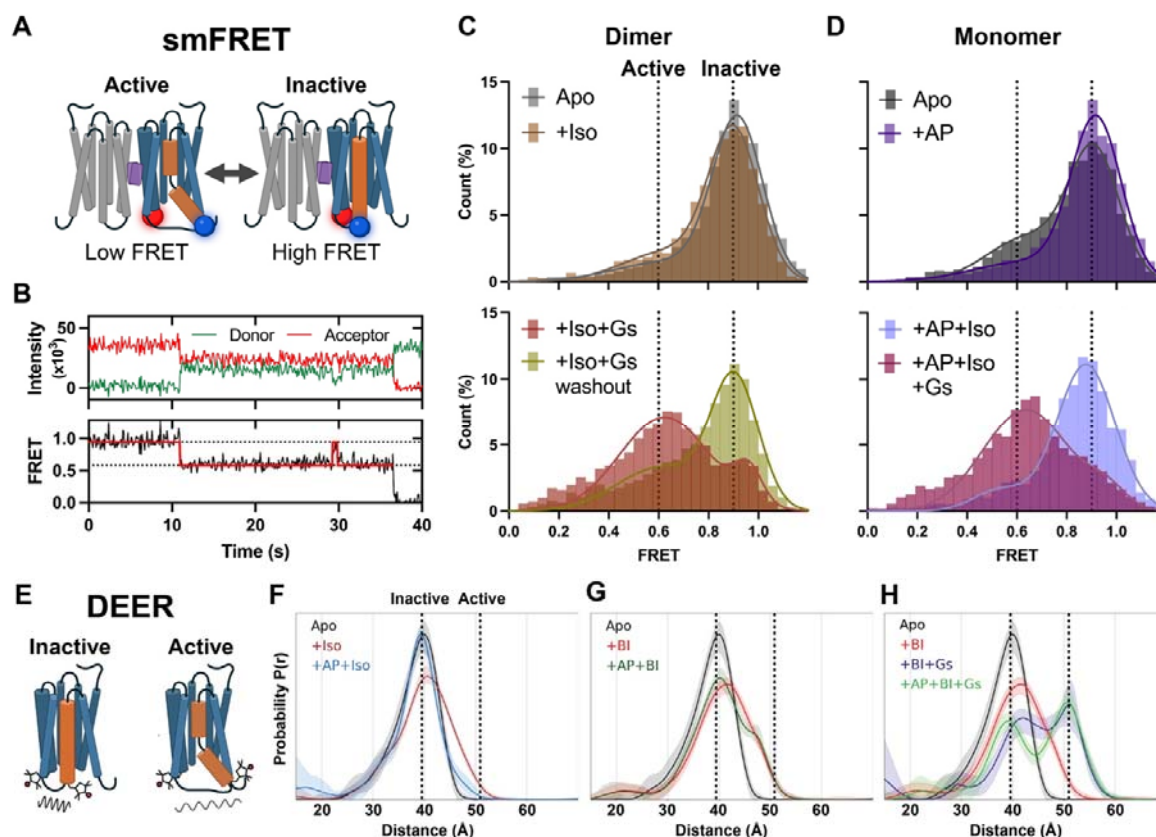 A
smFRET
Active Inactive
Low FRET High FRET
B
Intensity
(x10³)
50
0
Donor Acceptor
FRET
1.0
0.5
0.0
0 10 20 30 40
Time (s)
C
Dimer
Active Inactive
Count (%)
15
10
5
0
Apo
+Iso
Count (%)
15
10
5
0
+Iso+Gs
+Iso+Gs
washout
0.0 0.2 0.4 0.6 0.8 1.0
FRET
D
Monomer
Apo
+AP
+AP+Iso
+AP+Iso
+Gs
0.0 0.2 0.4 0.6 0.8 1.0
FRET
E
DEER
Inactive Active
F
Inactive Active
Probability P(r)
Apo
+Iso
+AP+Iso
20 30 40 50 60
Distance (Å)
G
Apo
+BI
+AP+BI
20 30 40 50 60
Distance (Å)
H
Apo
+BI
+BI+Gs
+AP+BI+Gs
20 30 40 50 60
Distance (Å)